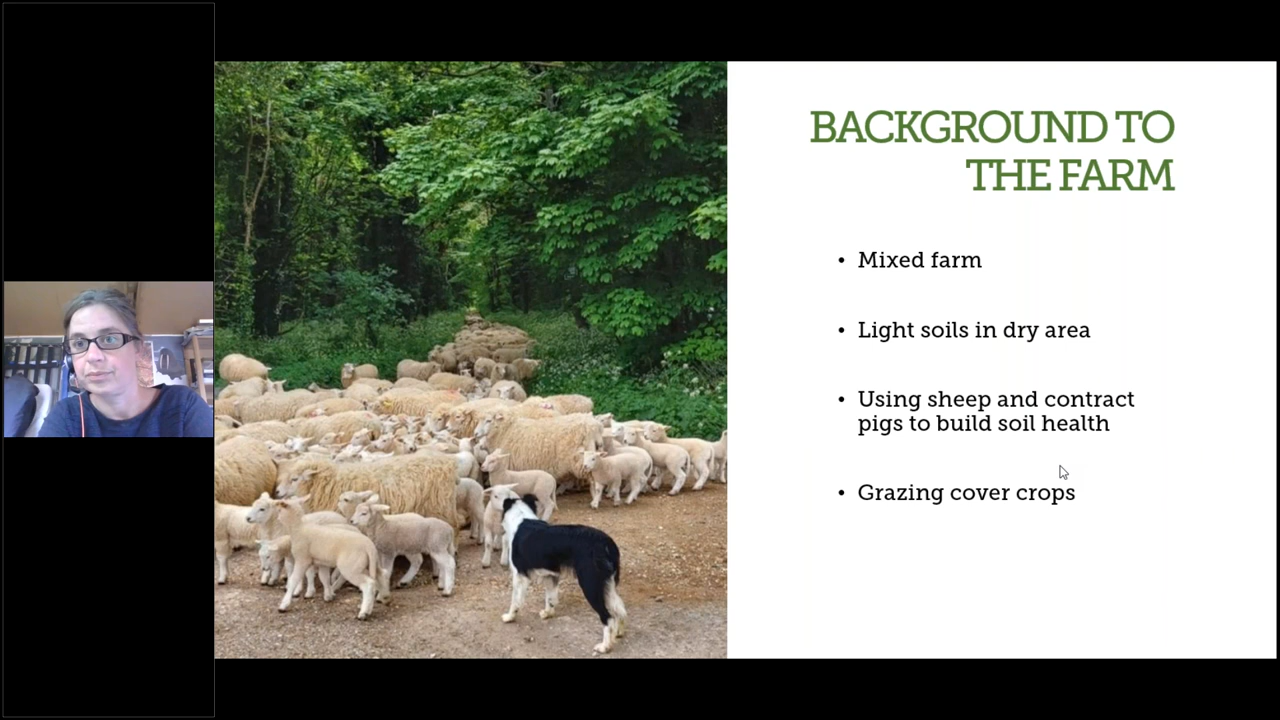 BACKGROUND TO
THE FARM
• Mixed farm
• Light soils in dry area
• Using sheep and contract
pigs to build soil health
• Grazing cover crops